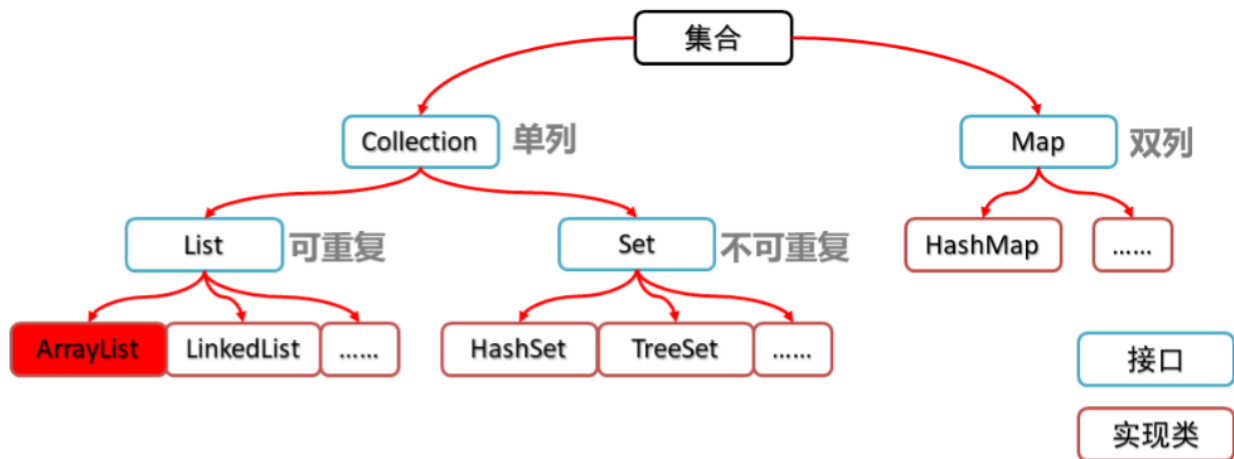 集合
Collection
单列
Map
双列
List
可重复
Set
不可重复
HashMap
……
ArrayList
LinkedList
……
HashSet
TreeSet
……
接口
实现类